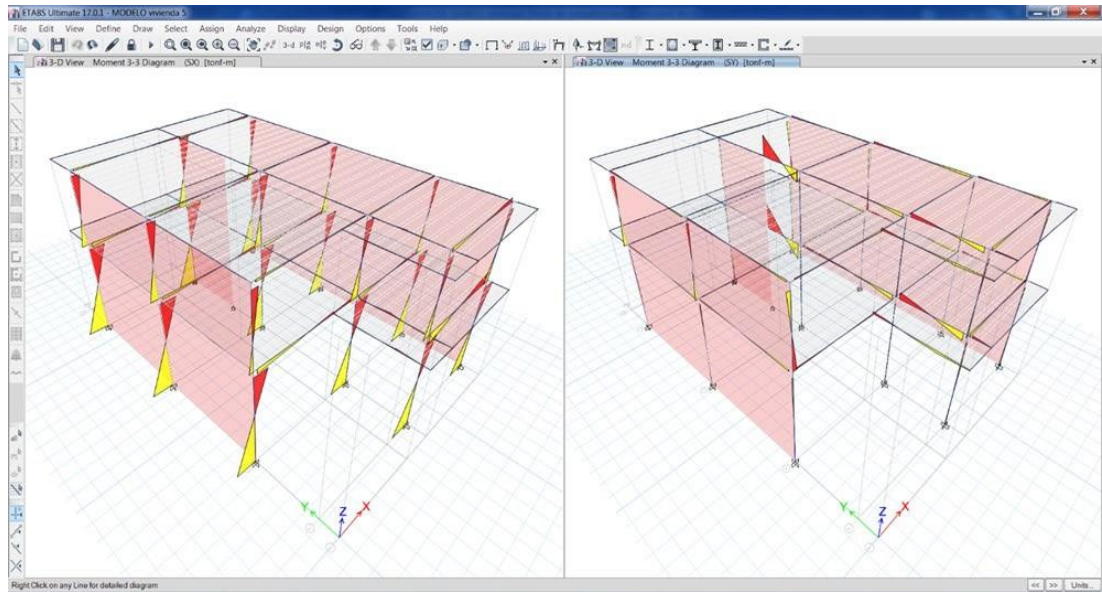 ETABS Ultimate 17.0.1 - MODELO vivienda 5
File Edit View Define Draw Select Assign Analyze Display Design Options Tools Help
3-d
3-D View Moment 3-3 Diagram (SX) [tonf-m]
3-D View Moment 3-3 Diagram (SY) [tonf-m]
Y Z X
Y Z X
Right Click on any Line for detailed diagram
<< >> Units...